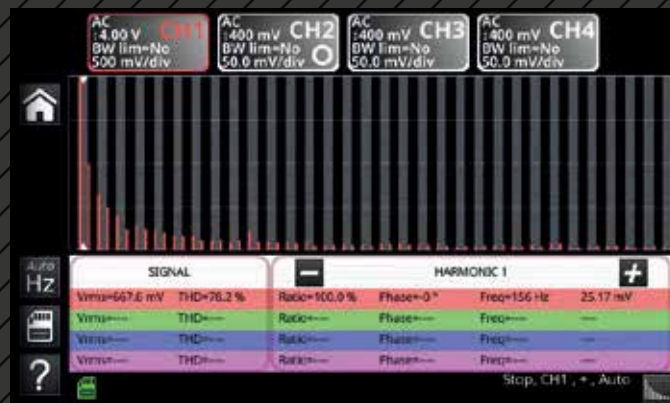 AC
:4.00 V CH1
BW lim=No
500 mV/div
AC
:400 mV CH2
BW lim=No
50.0 mV/div
AC
:400 mV CH3
BW lim=No
50.0 mV/div
AC
:400 mV CH4
BW lim=No
50.0 mV/div
Auto
Hz
?
SIGNAL
HARMONIC 1
Vrms=667.6 mV THD=76.2 % Ratio=100.0 % Phase=-0 ° Freq=156 Hz 25.17 mV
Vrms=--- THD=--- Ratio=--- Phase=--- Freq=--- ---
Vrms=--- THD=--- Ratio=--- Phase=--- Freq=--- ---
Vrms=--- THD=--- Ratio=--- Phase=--- Freq=--- ---
Stop, CH1 , + , Auto